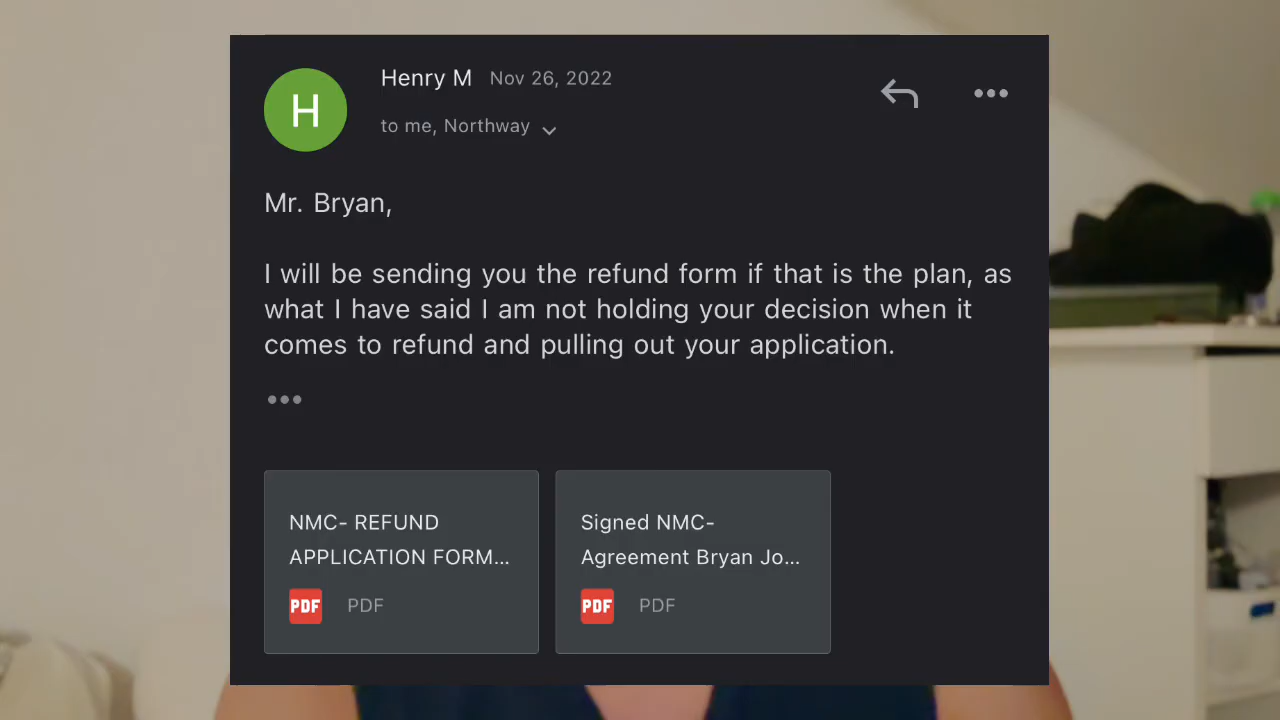 H
Henry M Nov 26, 2022
to me, Northway
Mr. Bryan,
I will be sending you the refund form if that is the plan, as
what I have said I am not holding your decision when it
comes to refund and pulling out your application.
NMC- REFUND
APPLICATION FORM...
PDF PDF
Signed NMC-
Agreement Bryan Jo...
PDF PDF